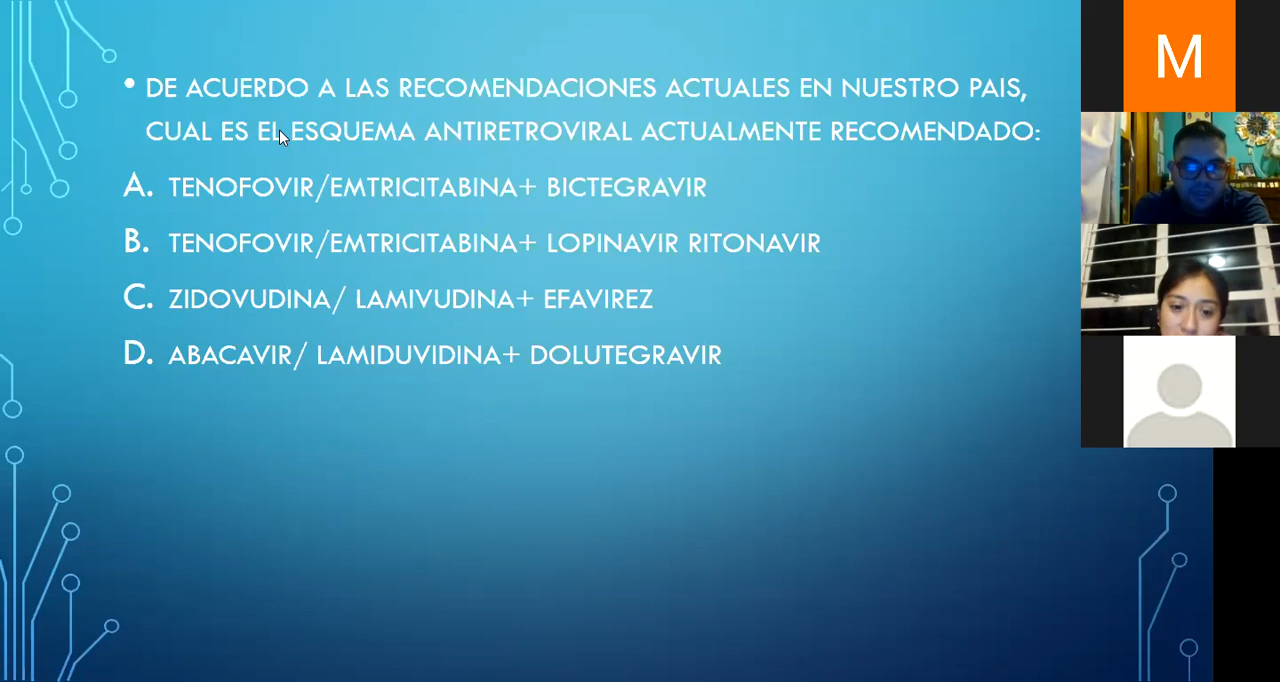 • DE ACUERDO A LAS RECOMENDACIONES ACTUALES EN NUESTRO PAIS,
CUAL ES EL ESQUEMA ANTIRETROVIRAL ACTUALMENTE RECOMENDADO:
A. TENOFOVIR/EMTRICITABINA+ BICTEGRAVIR
B. TENOFOVIR/EMTRICITABINA+ LOPINAVIR RITONAVIR
C. ZIDOVUDINA/ LAMIVUDINA+ EFAVIREZ
D. ABACAVIR/ LAMIDUVIDINA+ DOLUTEGRAVIR
M